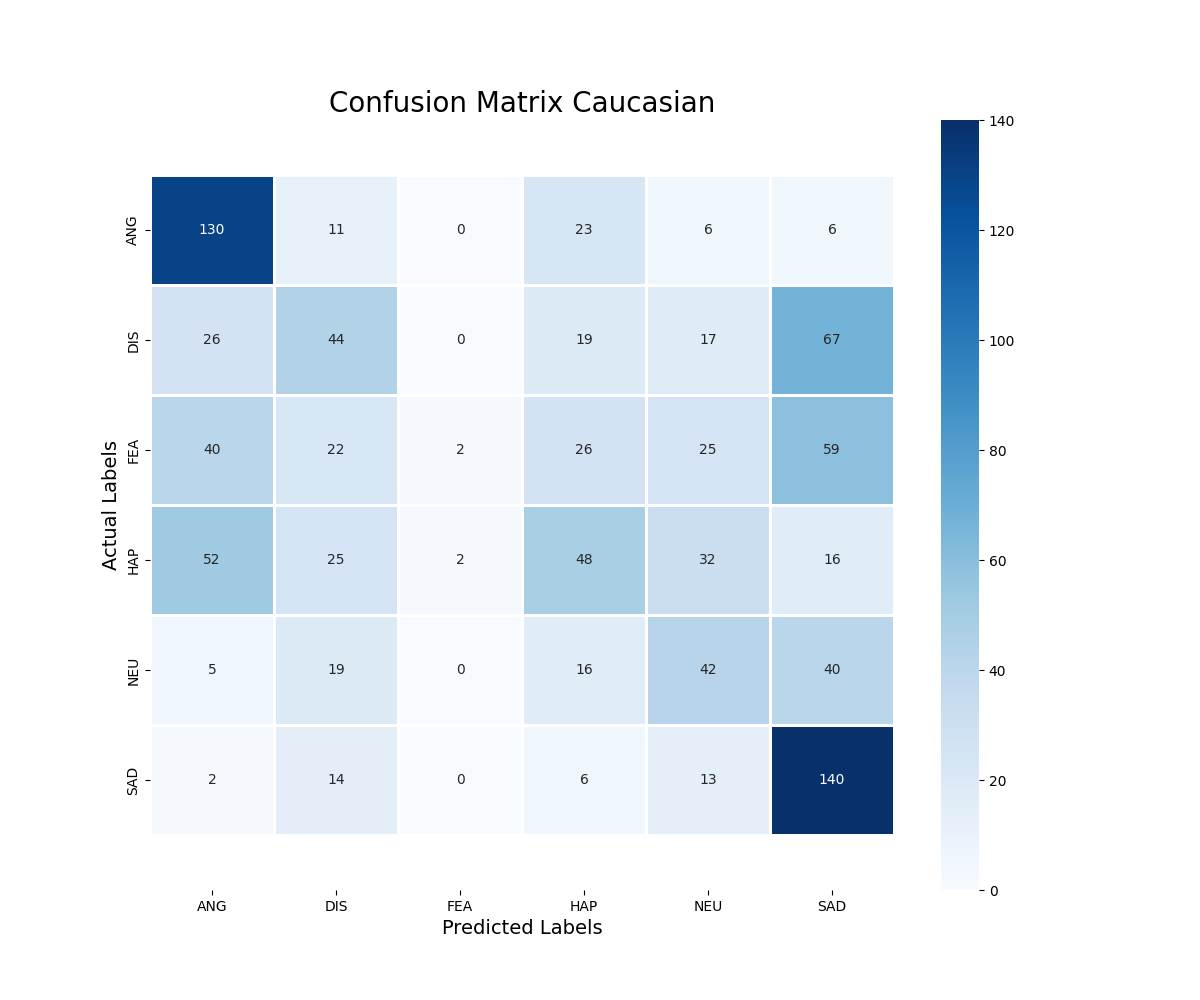 Confusion Matrix Caucasian
Actual Labels
ANG 130 11 0 23 6 6
DIS 26 44 0 19 17 67
FEA 40 22 2 26 25 59
HAP 52 25 2 48 32 16
NEU 5 19 0 16 42 40
SAD 2 14 0 6 13 140
ANG DIS FEA HAP NEU SAD
Predicted Labels
140
120
100
80
60
40
20
0